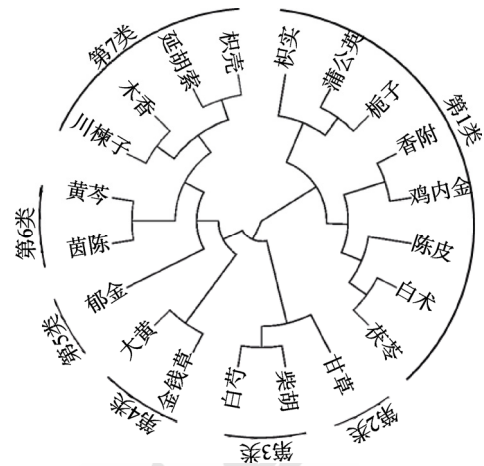 第1类
枳实
蒲公英
栀子
香附
鸡内金
陈皮
白术
茯苓
第2类
甘草
第3类
柴胡
白芍
第4类
金钱草
大黄
第5类
郁金
第6类
茵陈
黄芩
第7类
川楝子
木香
延胡索
枳壳